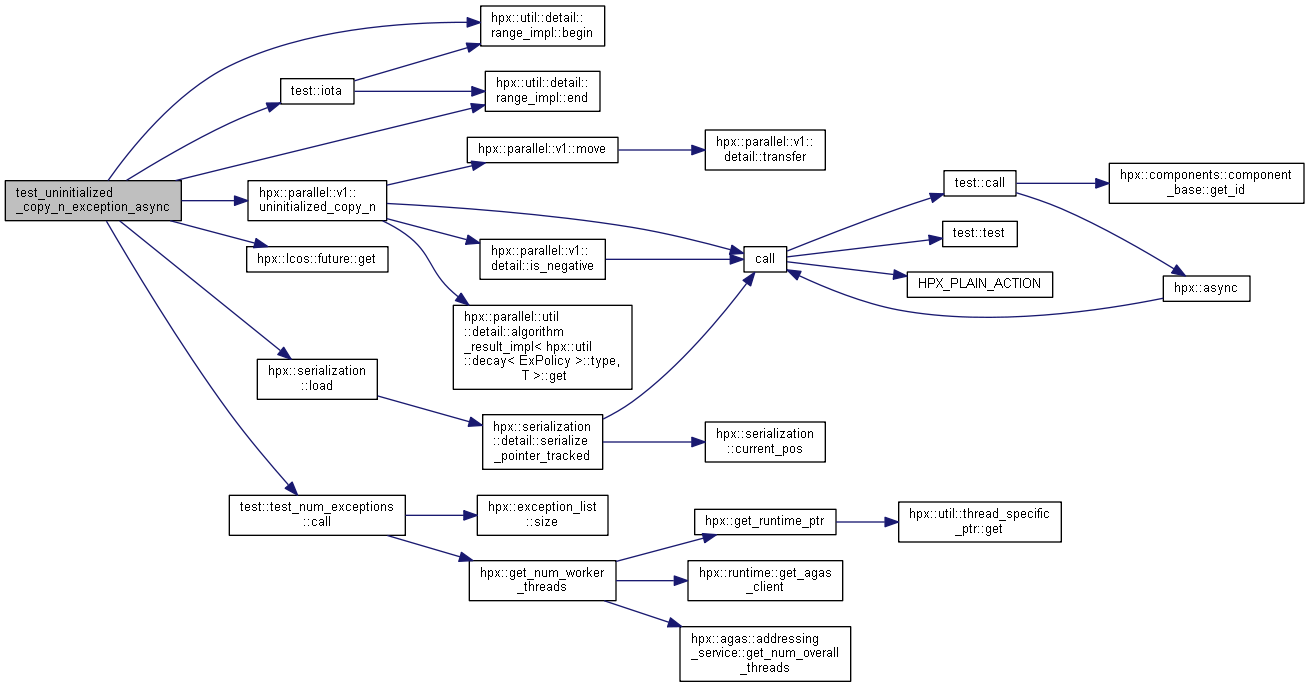 test_uninitialized
_copy_n_exception_async
hpx::util::detail::
range_impl::begin
test::iota
hpx::util::detail::
range_impl::end
hpx::parallel::v1::
uninitialized_copy_n
hpx::parallel::v1::move
hpx::parallel::v1::
detail::transfer
hpx::lcos::future::get
hpx::parallel::v1::
detail::is_negative
hpx::parallel::util
::detail::algorithm
_result_impl< hpx::util
::decay< ExPolicy >::type,
T >::get
call
test::call
hpx::components::component
_base::get_id
test::test
HPX_PLAIN_ACTION
hpx::async
hpx::serialization
::load
hpx::serialization
::detail::serialize
_pointer_tracked
hpx::serialization
::current_pos
test::test_num_exceptions
::call
hpx::exception_list
::size
hpx::get_num_worker
_threads
hpx::get_runtime_ptr
hpx::util::thread_specific
_ptr::get
hpx::runtime::get_agas
_client
hpx::agas::addressing
_service::get_num_overall
_threads